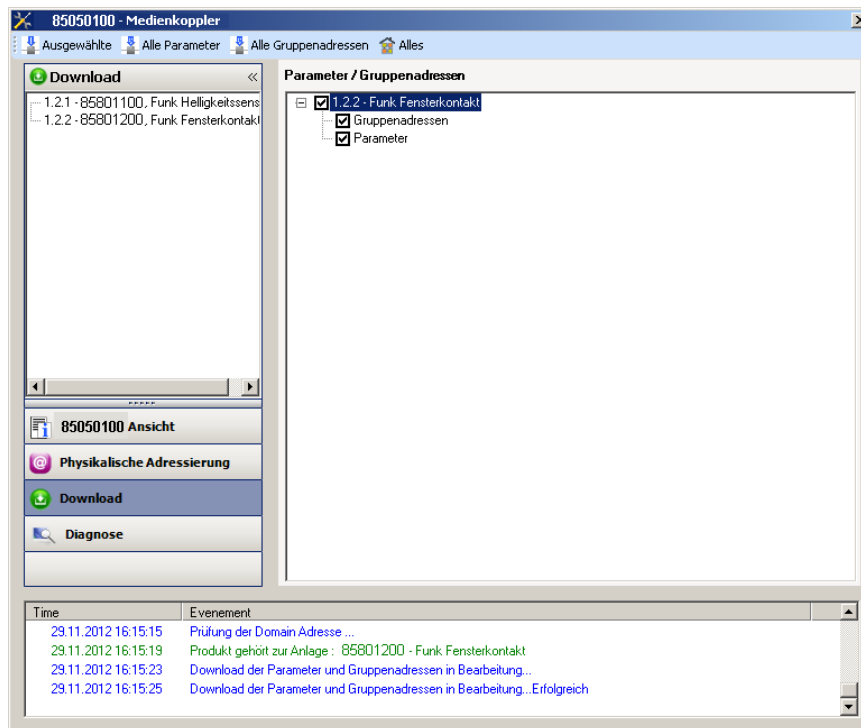 85050100 - Medienkoppler
Ausgewählte Alle Parameter Alle Gruppenadressen Alles
Download
1.2.1 - 85801100, Funk Helligkeitssens
1.2.2 - 85801200, Funk Fensterkontakt
85050100 Ansicht
Physikalische Adressierung
Download
Diagnose
Parameter / Gruppenadressen
1.2.2 - Funk Fensterkontakt
Gruppenadressen
Parameter
Time Evenement
29.11.2012 16:15:15 Prüfung der Domain Adresse ...
29.11.2012 16:15:19 Produkt gehört zur Anlage : 85801200 - Funk Fensterkontakt
29.11.2012 16:15:23 Download der Parameter und Gruppenadressen in Bearbeitung...
29.11.2012 16:15:25 Download der Parameter und Gruppenadressen in Bearbeitung...Erfolgreich